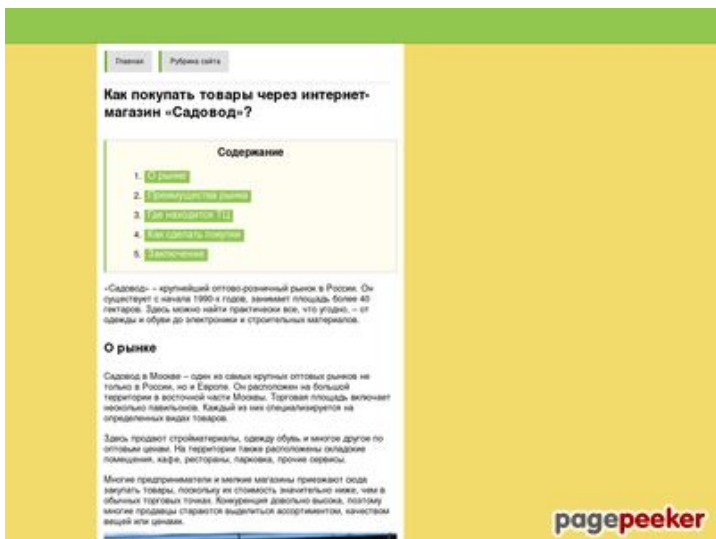 Главная
Рубрика сайта
Как покупать товары через интернет-
магазин «Садовод»?
Содержание
1. О рынке
2. Преимущества рынка
3. Где находится ТЦ
4. Как сделать покупки
5. Заключение
«Садовод» – крупнейший оптово-розничный рынок в России. Он
существует с начала 1990-х годов, занимает площадь более 40
гектаров. Здесь можно найти практически все, что угодно, – от
одежды и обуви до электроники и строительных материалов.
О рынке
Садовод в Москве – один из самых крупных оптовых рынков не
только в России, но и Европе. Он расположен на большой
территории в восточной части Москвы. Торговая площадь включает
несколько павильонов. Каждый из них специализируется на
определенных видах товаров.
Здесь продают стройматериалы, одежду обувь и многое другое по
оптовым ценам. На территории также расположены складские
помещения, кафе, рестораны, парковка, прочие сервисы.
Многие предприниматели и мелкие магазины приезжают сюда
закупать товары, поскольку их стоимость значительно ниже, чем в
обычных торговых точках. Конкуренция довольно высока, поэтому
многие продавцы стараются выделиться ассортиментом, качеством
вещей или ценами.
pagepeeker